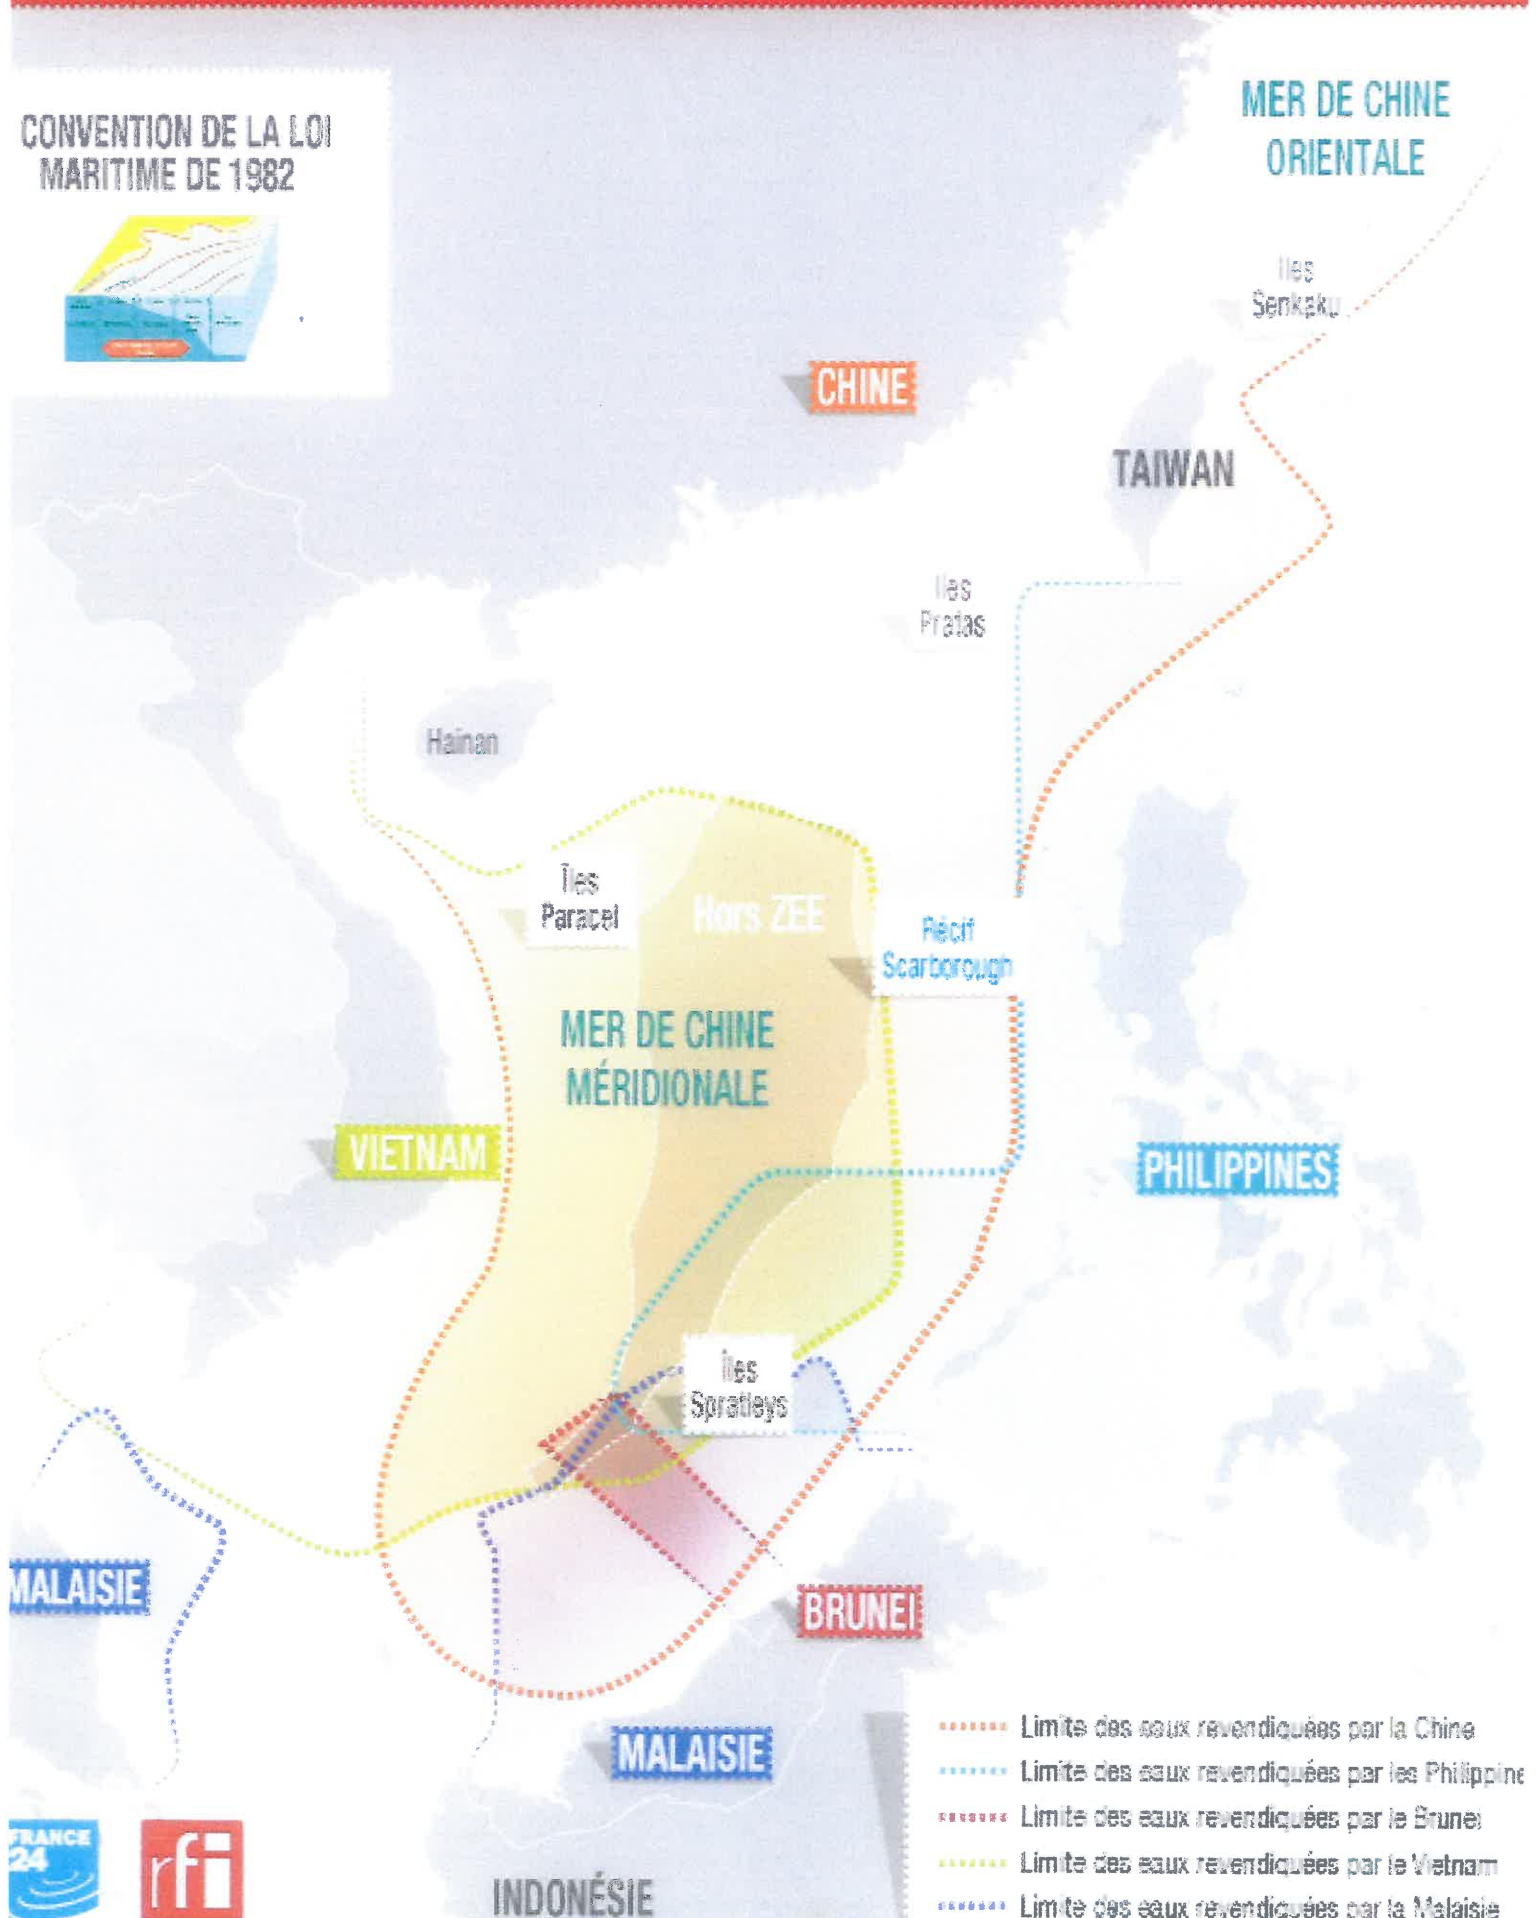 CONVENTION DE LA LOI
MARITIME DE 1982
MER DE CHINE
ORIENTALE
Iles
Senkaku
CHINE
TAIWAN
Iles
Pratas
Hainan
Îles
Paracel
Hors ZEE
Récif
Scarborough
MER DE CHINE
MÉRIDIONALE
VIETNAM
PHILIPPINES
Îles
Spratleys
MALAISIE
BRUNEI
MALAISIE
INDONÉSIE
Limite des eaux revendiquées par la Chine
Limite des eaux revendiquées par les Philippine
Limite des eaux revendiquées par le Brunei
Limite des eaux revendiquées par le Vietnam
Limite des eaux revendiquées par la Malaisie
FRANCE
24
rfi